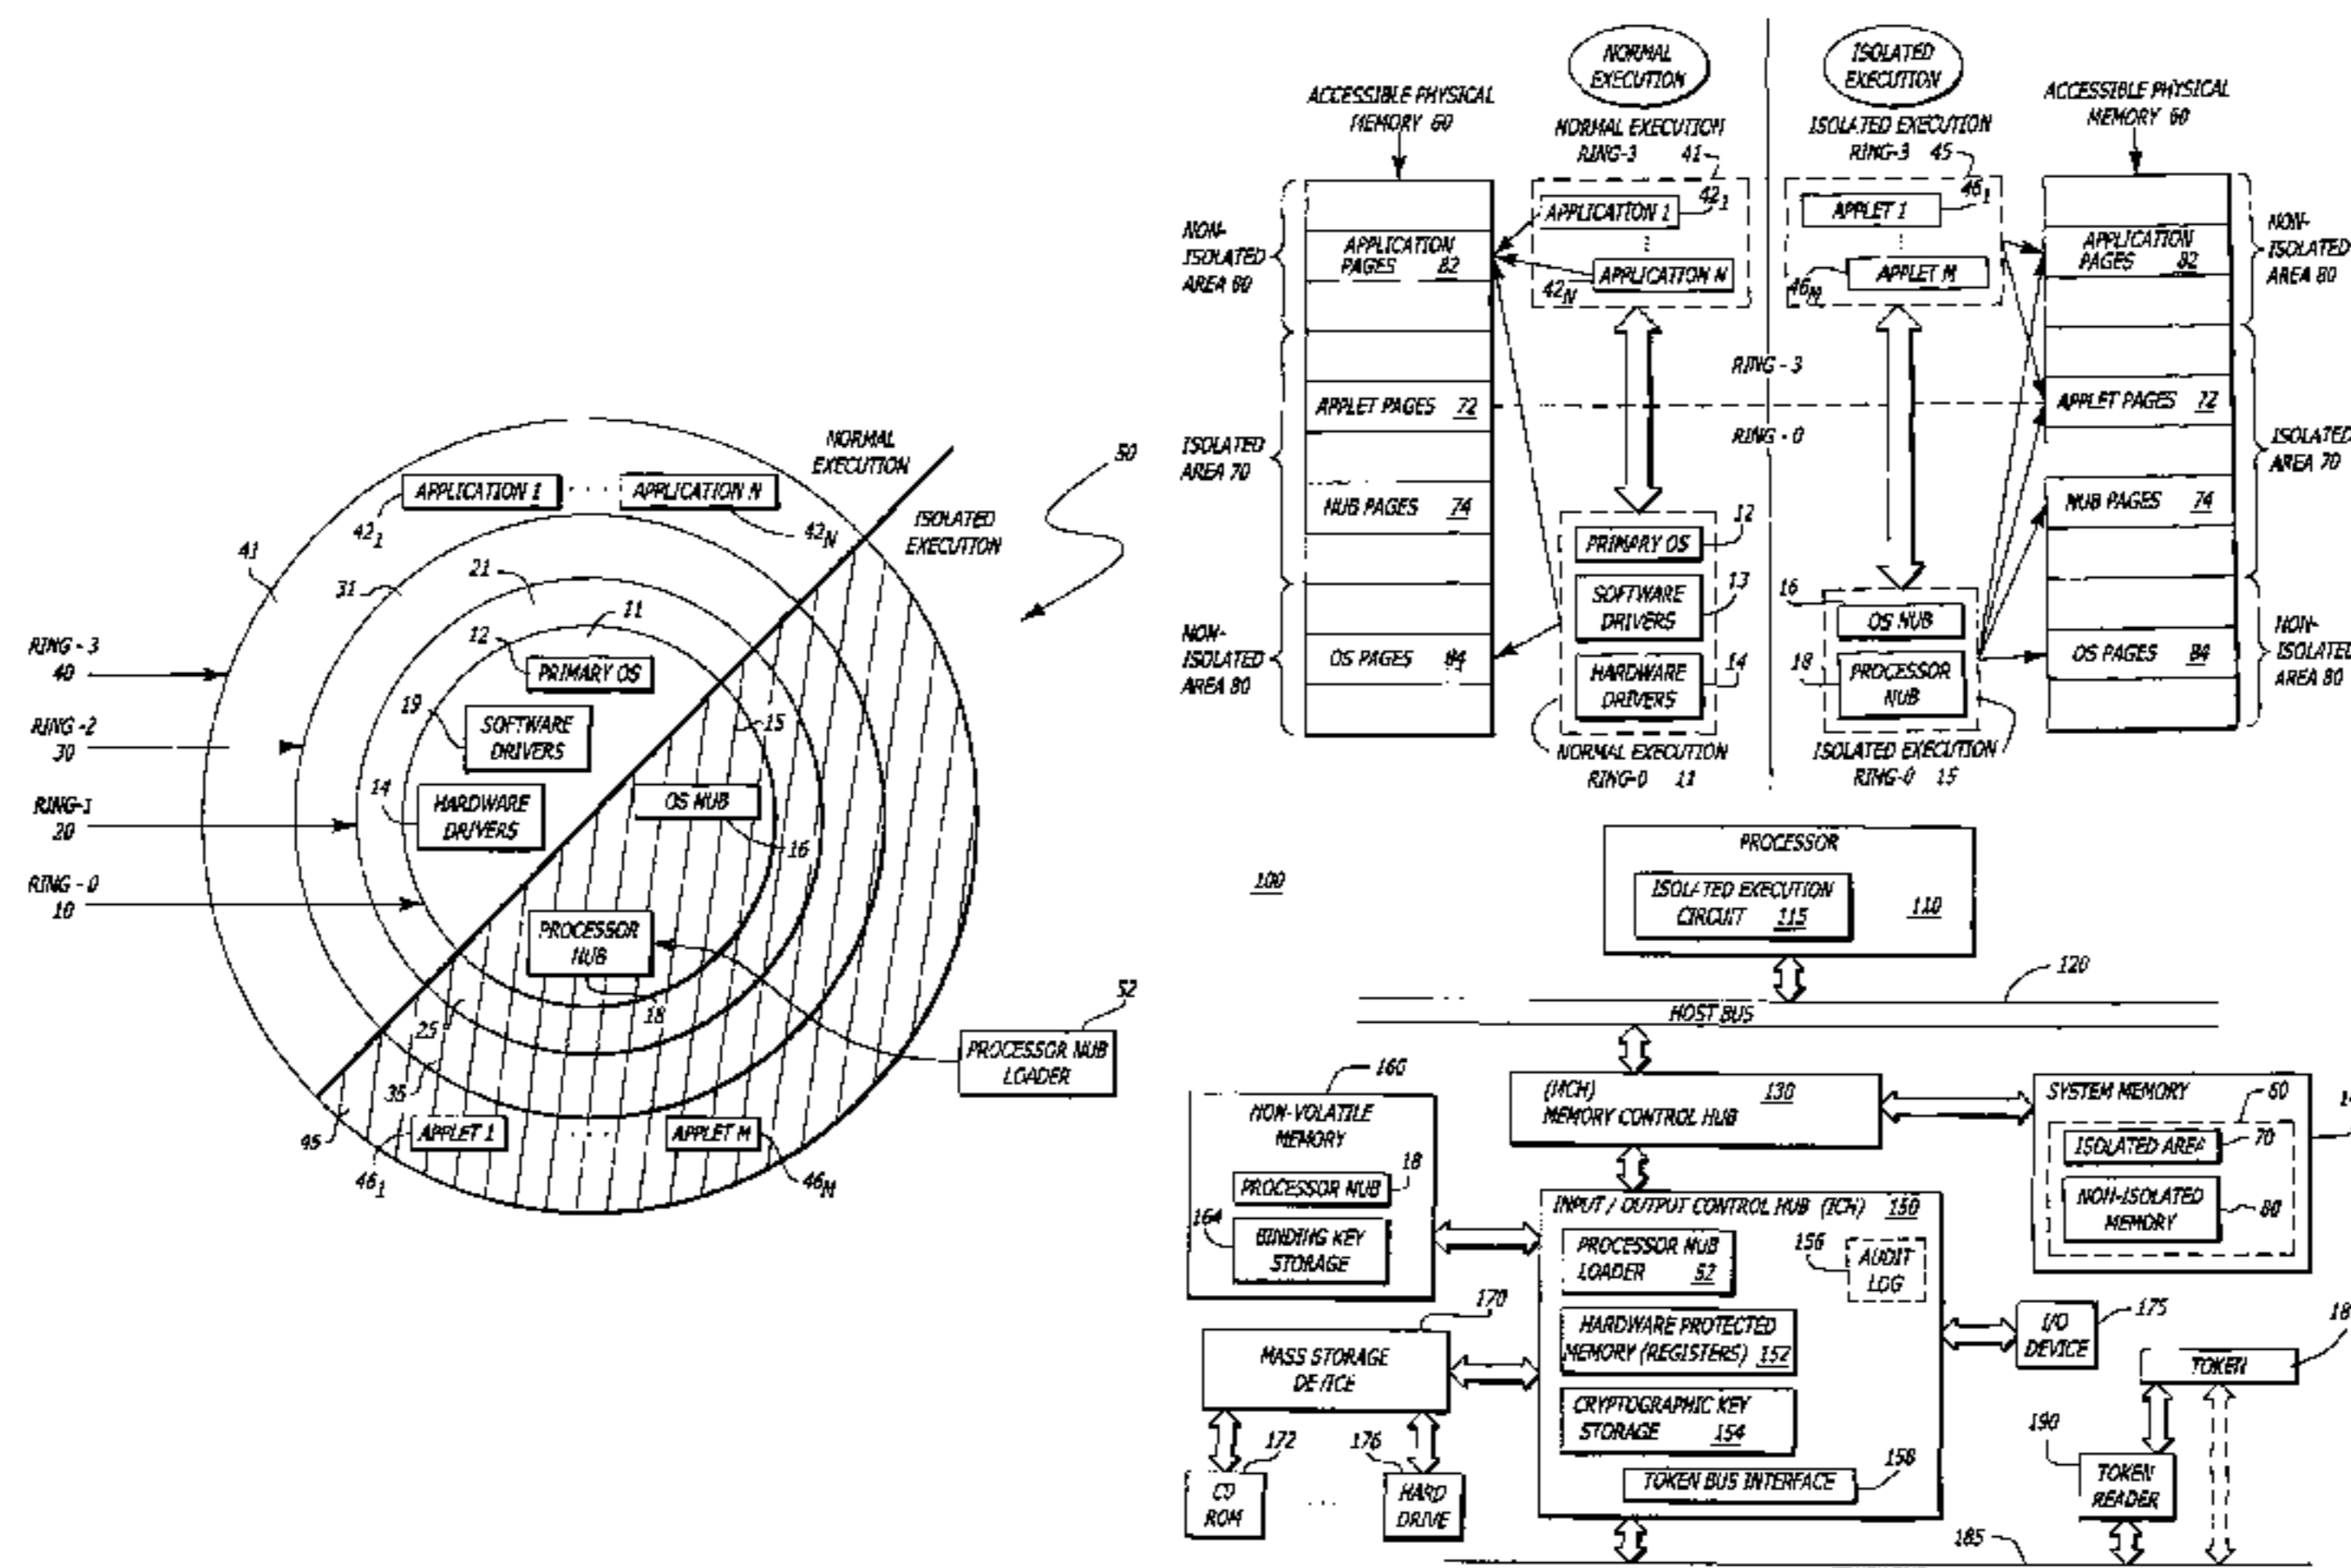 NORMAL
EXECUTION
ISOLATED
EXECUTION
50
APPLICATION 1 ... APPLICATION N
42₁
42N
41
31
21
11
12
PRIMARY OS
RING - 3
40
19
SOFTWARE
DRIVERS
15
RING -2
30
14
HARDWARE
DRIVERS
OS NUB
16
RING-1
20
RING - 0
10
PROCESSOR
NUB
18
52
PROCESSOR NUB
LOADER
25
35
45
APPLET 1 ... APPLET M
46₁
46M
NORMAL
EXECUTION
ISOLATED
EXECUTION
ACCESSIBLE PHYSICAL
MEMORY 60
NORMAL EXECUTION
RING-3 41
ISOLATED EXECUTION
RING-3 45
ACCESSIBLE PHYSICAL
MEMORY 60
NON-
ISOLATED
AREA 80
APPLICATION
PAGES 82
APPLICATION 1
42₁
APPLICATION N
42N
APPLET 1
46₁
APPLET M
46M
APPLICATION
PAGES 82
NON-
ISOLATED
AREA 80
RING - 3
APPLET PAGES 72
APPLET PAGES 72
RING - 0
ISOLATED
AREA 70
ISOLATED
AREA 70
NUB PAGES 74
NUB PAGES 74
PRIMARY OS
12
SOFTWARE
DRIVERS
13
HARDWARE
DRIVERS
14
16
OS NUB
18
PROCESSOR
NUB
NON-
ISOLATED
AREA 80
OS PAGES 84
OS PAGES 84
NON-
ISOLATED
AREA 80
NORMAL EXECUTION
RING-0 11
ISOLATED EXECUTION
RING-0 15
100
PROCESSOR
ISOLATED EXECUTION
CIRCUIT 115
110
120
HOST BUS
160
NON-VOLATILE
MEMORY
PROCESSOR NUB
18
164
BINDING KEY
STORAGE
(MCH)
MEMORY CONTROL HUB
130
SYSTEM MEMORY
60
ISOLATED AREA
70
NON-ISOLATED
MEMORY
80
INPUT / OUTPUT CONTROL HUB (ICH) 150
PROCESSOR NUB
LOADER 52
156
AUDIT
LOG
HARDWARE PROTECTED
MEMORY (REGISTERS) 152
CRYPTOGRAPHIC KEY
STORAGE 154
TOKEN BUS INTERFACE
158
170
MASS STORAGE
DEVICE
172
CD
ROM
...
176
HARD
DRIVE
I/O
DEVICE
175
TOKEN
190
TOKEN
READER
185